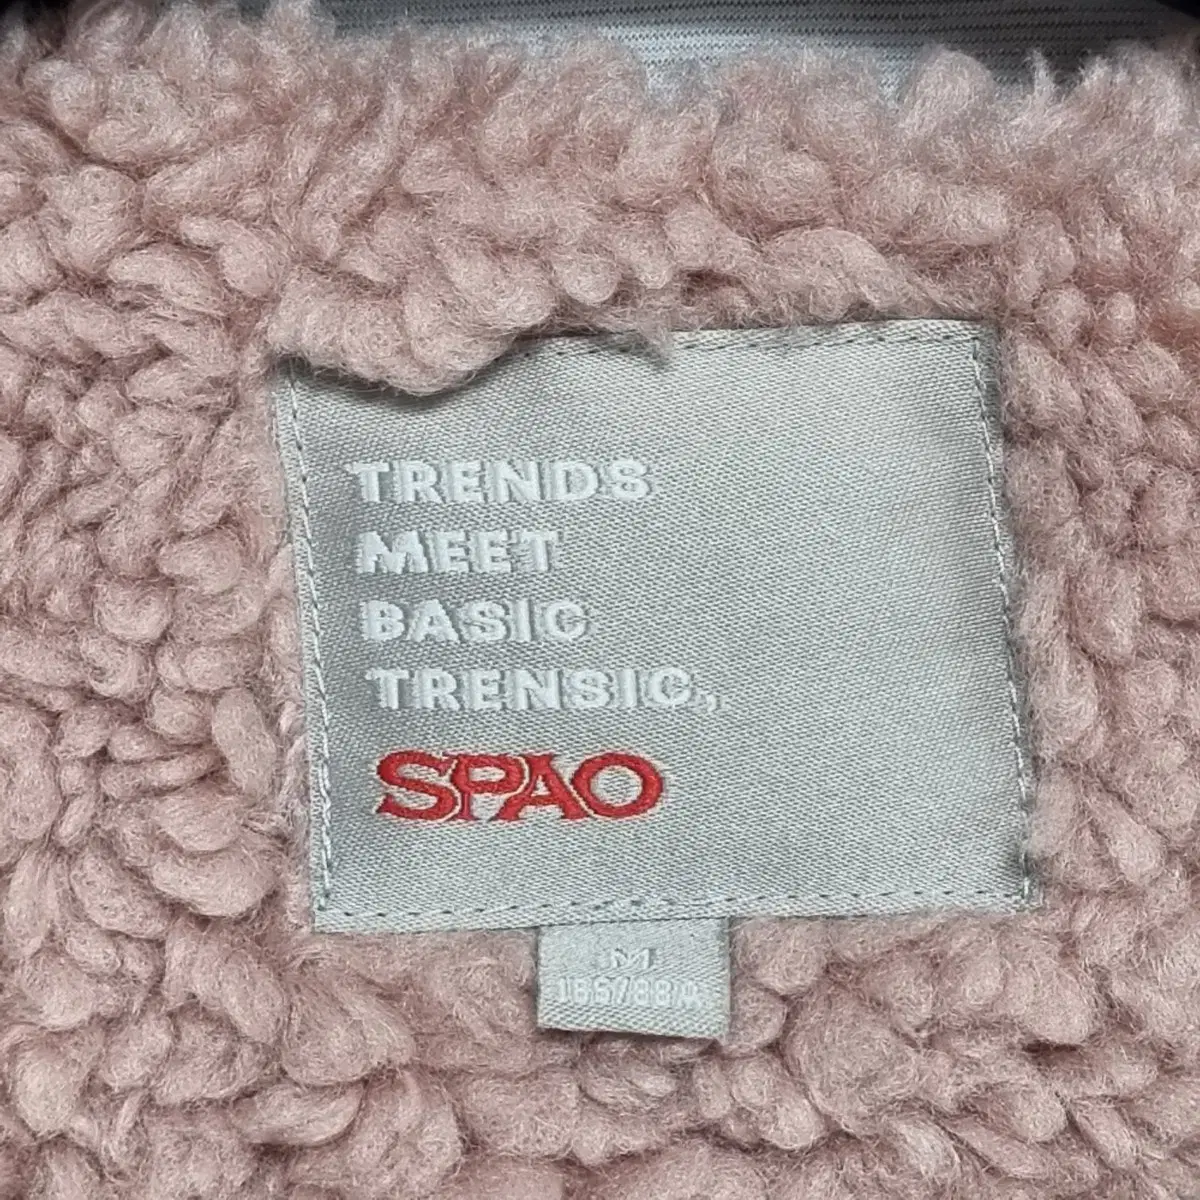 TRENDS
MEET
BASIC
TRENSIC,
SPAO
M
165/88A